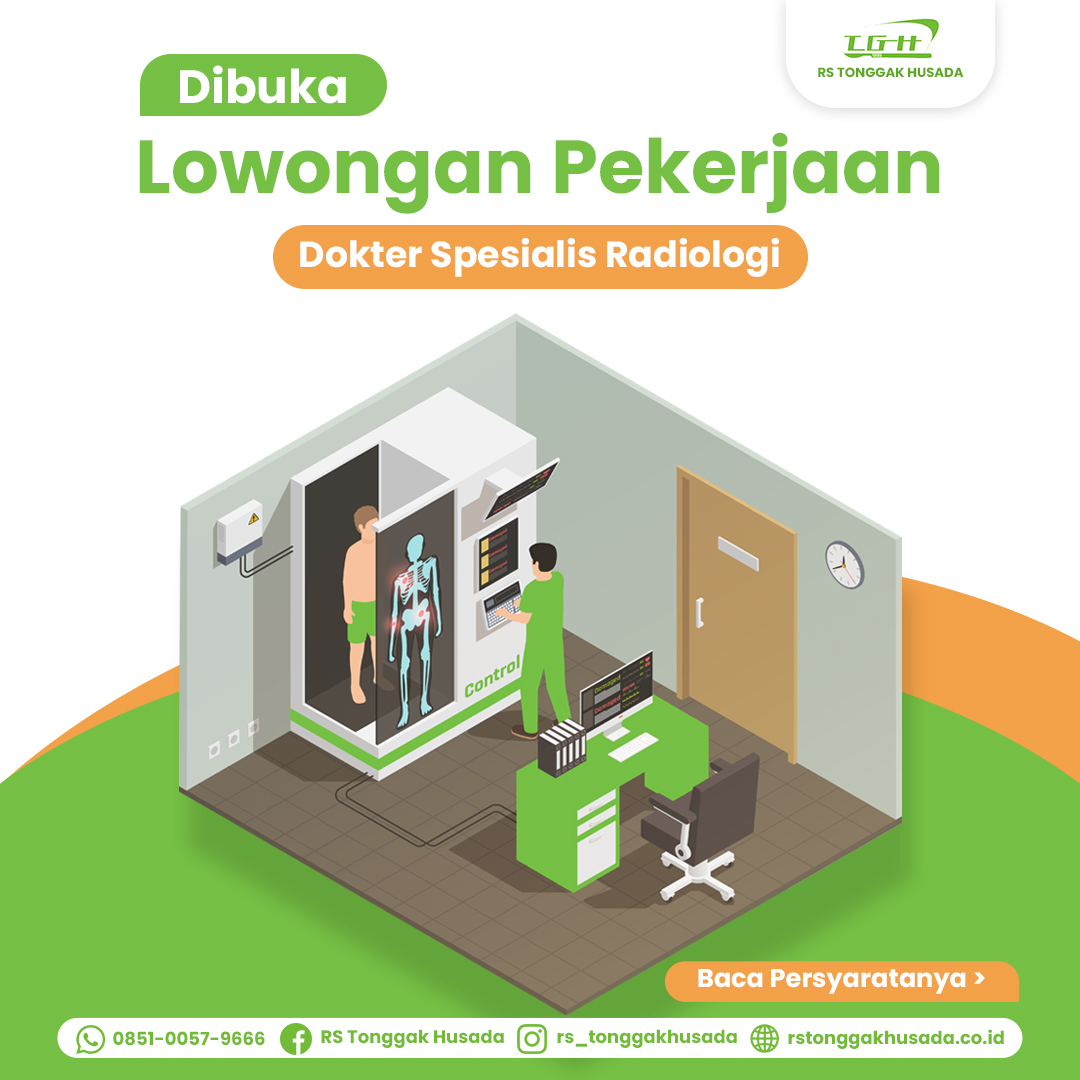 TGH
RS TONGGAK HUSADA
Dibuka
Lowongan Pekerjaan
Dokter Spesialis Radiologi
Control
Baca Persyaratanya >
0851-0057-9666
RS Tonggak Husada
rs_tonggakhusada
rstonggakhusada.co.id